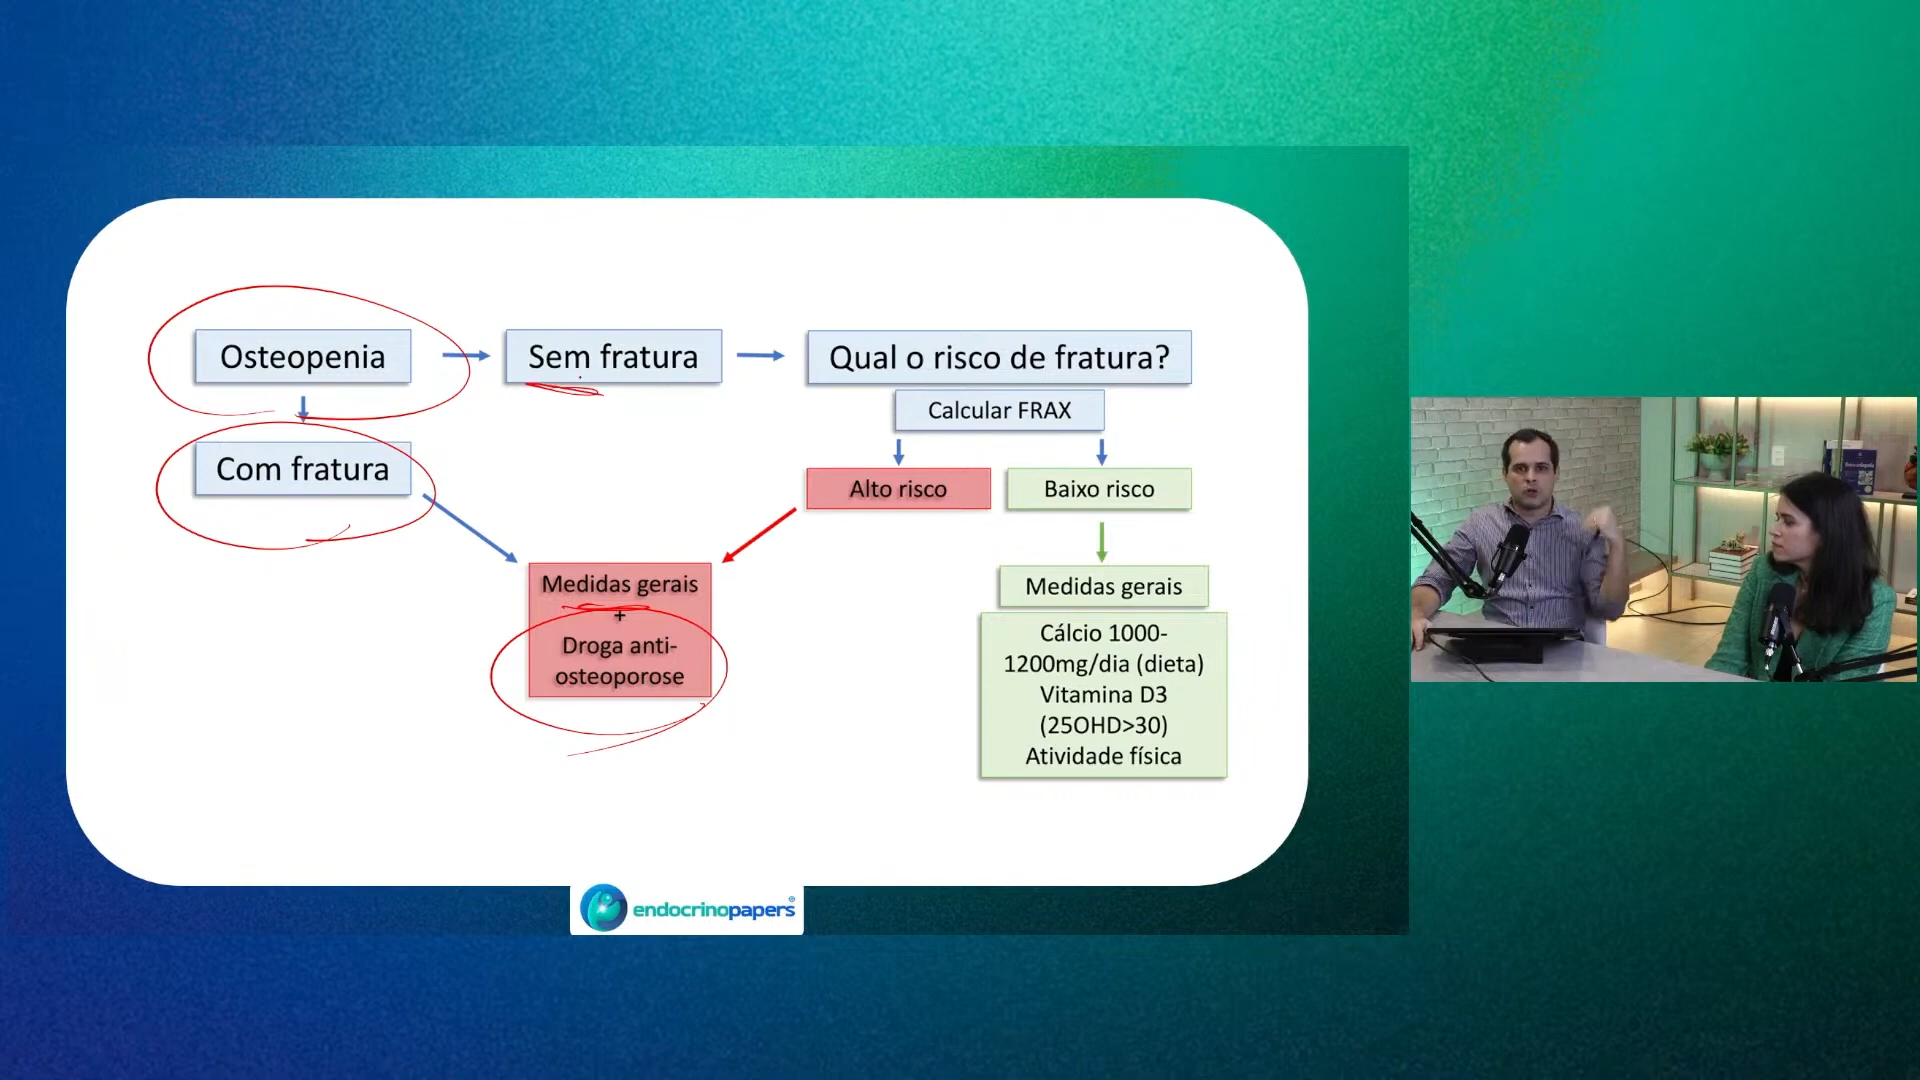 Osteopenia
Sem fratura
Qual o risco de fratura?
Calcular FRAX
Com fratura
Alto risco
Baixo risco
Medidas gerais
+
Droga anti-
osteoporose
Medidas gerais
Cálcio 1000-
1200mg/dia (dieta)
Vitamina D3
(25OHD>30)
Atividade física
endocrinopapers®